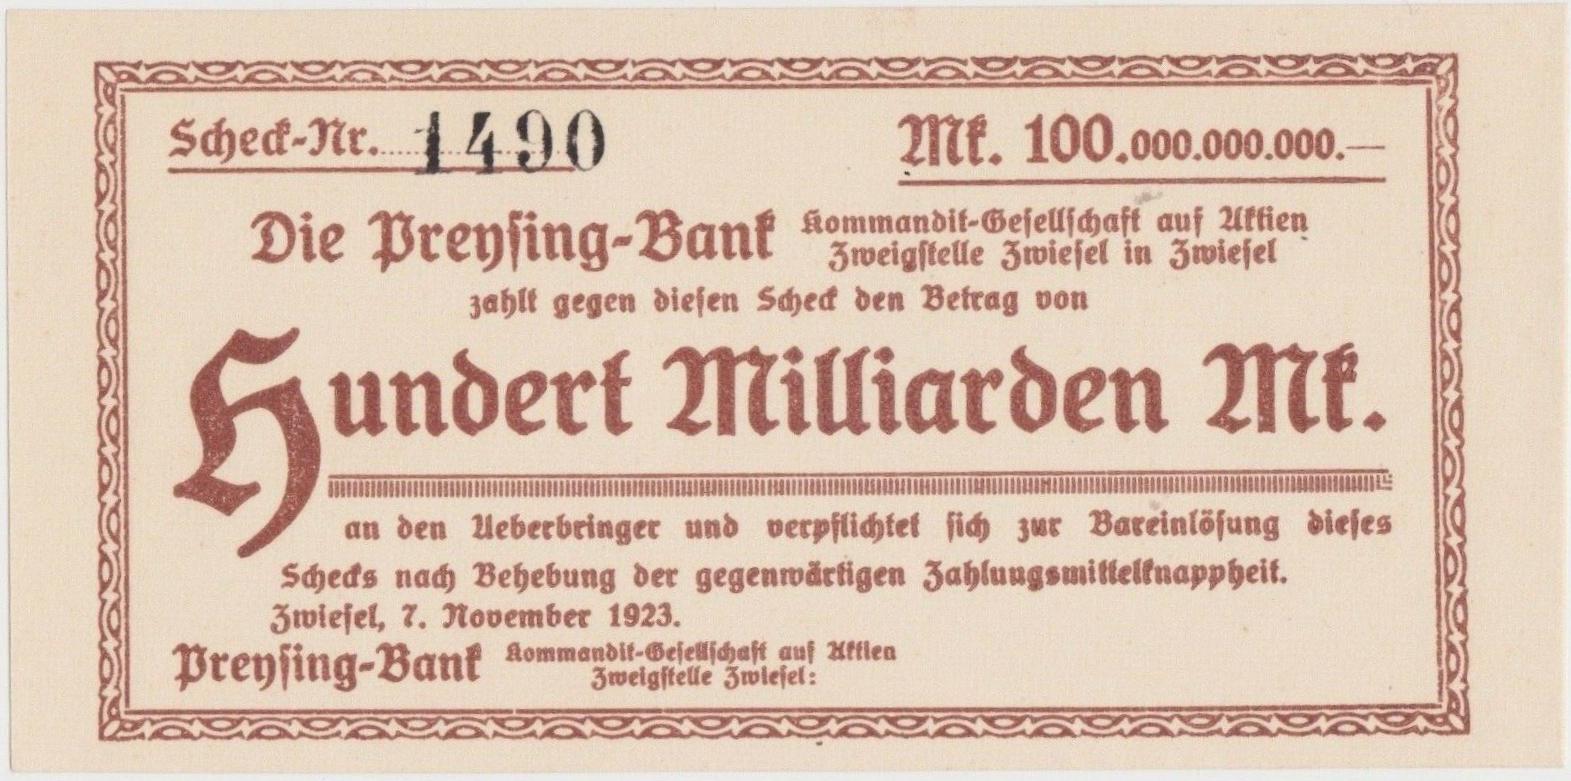 Scheck-Nr. 1490
Mk. 100.000.000.000.—
Die Preysing-Bank Kommandit-Gesellschaft auf Aktien
Zweigstelle Zwiesel in Zwiesel
zahlt gegen diesen Scheck den Betrag von
Hundert Milliarden Mk.
an den Ueberbringer und verpflichtet sich zur Bareinlösung dieses
Schecks nach Behebung der gegenwärtigen Zahlungsmittelknappheit.
Zwiesel, 7. November 1923.
Preysing-Bank Kommandit-Gesellschaft auf Aktien
Zweigstelle Zwiesel: